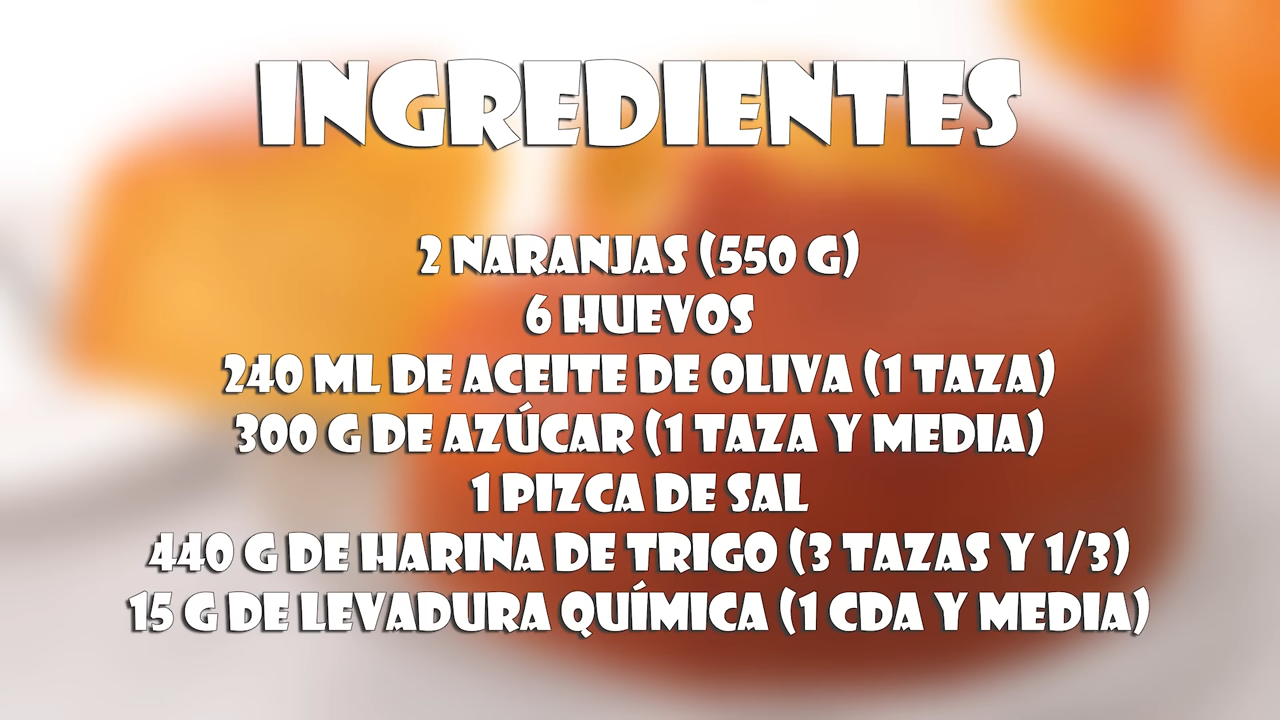 INGREDIENTES
2 NARANJAS (550 G)
6 HUEVOS
240 ML DE ACEITE DE OLIVA (1 TAZA)
300 G DE AZÚCAR (1 TAZA Y MEDIA)
1 PIZCA DE SAL
440 G DE HARINA DE TRIGO (3 TAZAS Y 1/3)
15 G DE LEVADURA QUÍMICA (1 CDA Y MEDIA)